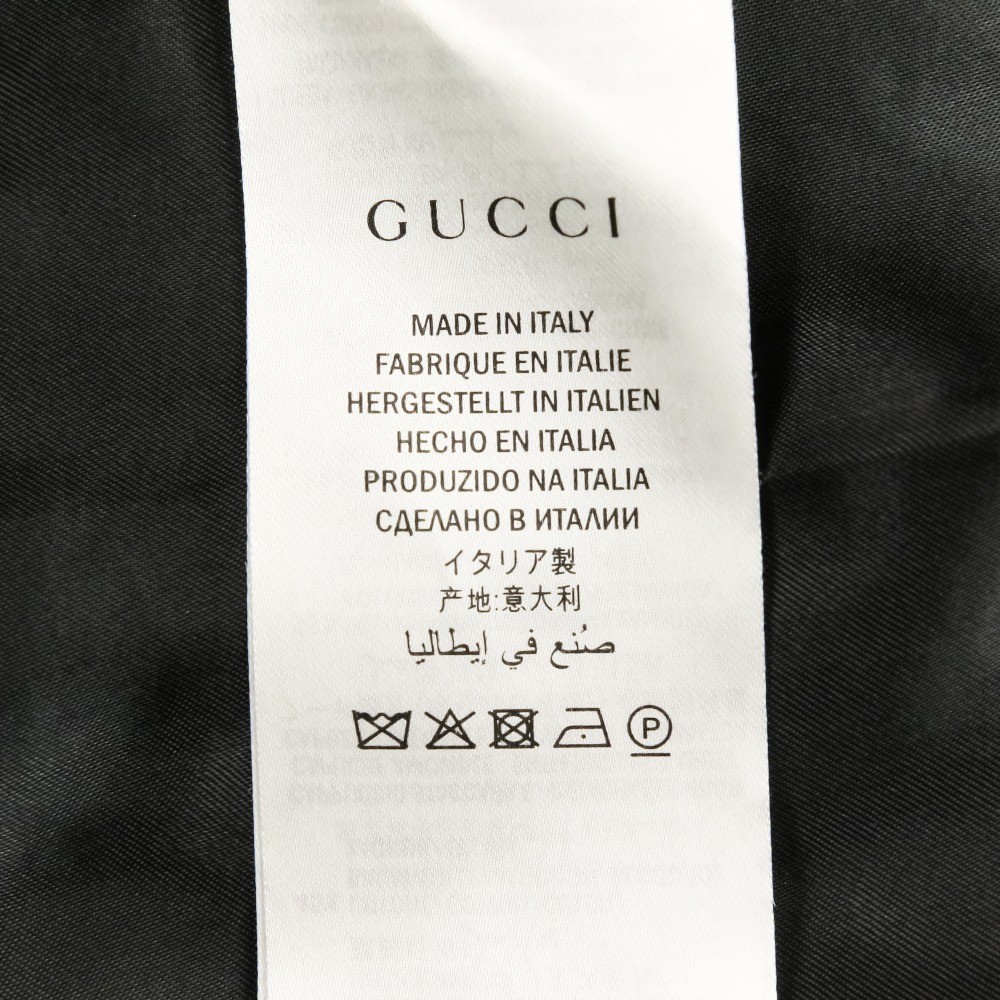 GUCCI
MADE IN ITALY
FABRIQUE EN ITALIE
HERGESTELLT IN ITALIEN
HECHO EN ITALIA
PRODUZIDO NA ITALIA
СДЕЛАНО В ИТАЛИИ
イタリア製
产地:意大利
صُنع في إيطاليا
P